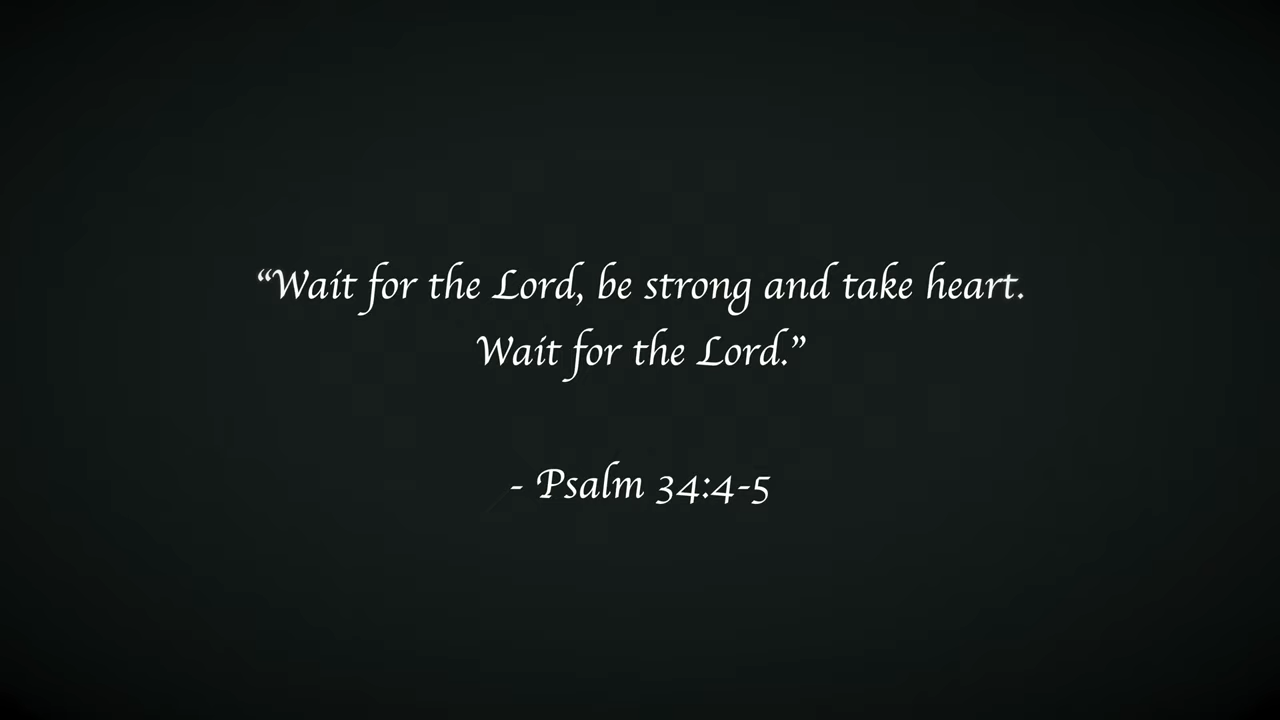 “Wait for the Lord, be strong and take heart.
Wait for the Lord.”
- Psalm 34:4-5